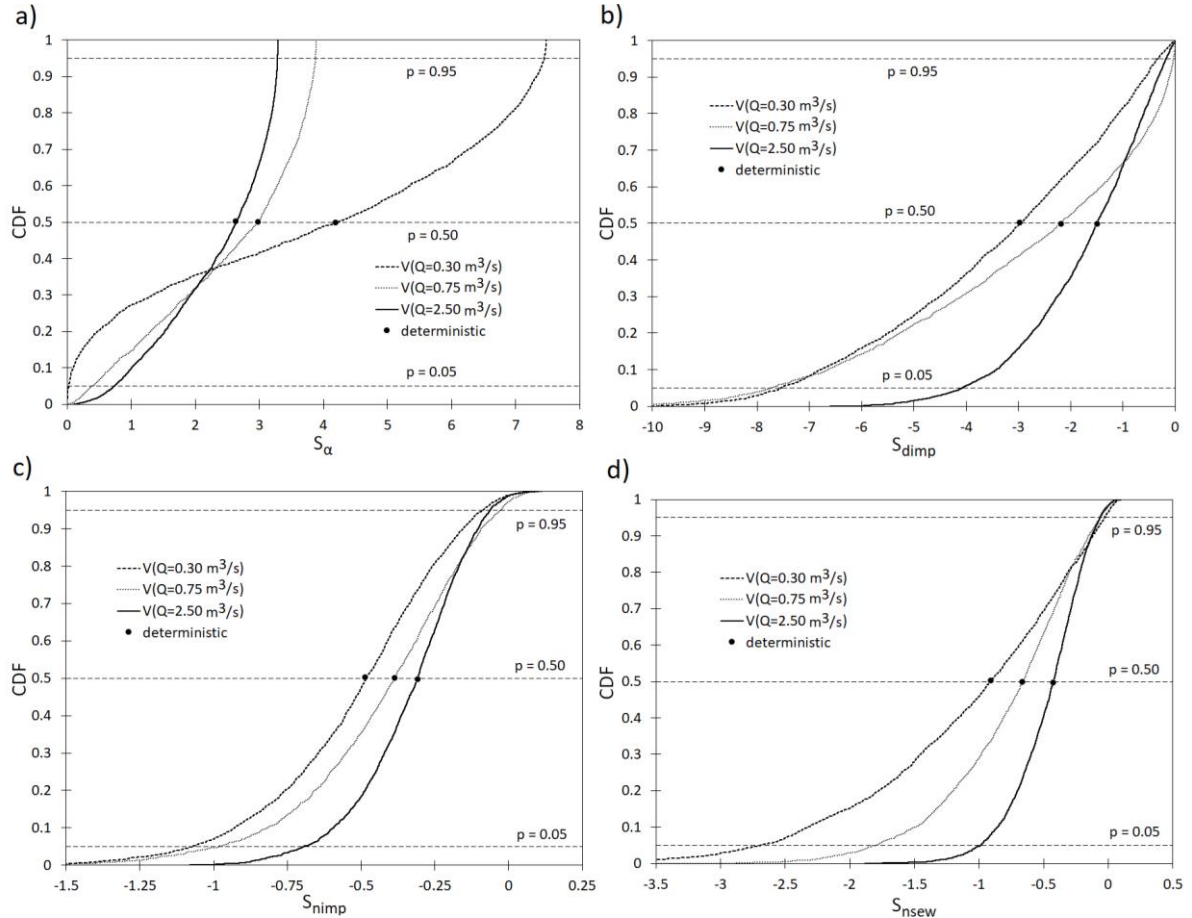 a)
1
0.9
0.8
0.7
0.6
0.5
0.4
0.3
0.2
0.1
0
CDF
p = 0.95
p = 0.50
V(Q=0.30 m³/s)
V(Q=0.75 m³/s)
V(Q=2.50 m³/s)
deterministic
p = 0.05
0 1 2 3 4 5 6 7 8
Sα
b)
1
0.9
0.8
0.7
0.6
0.5
0.4
0.3
0.2
0.1
0
CDF
p = 0.95
V(Q=0.30 m³/s)
V(Q=0.75 m³/s)
V(Q=2.50 m³/s)
deterministic
p = 0.50
p = 0.05
-10 -9 -8 -7 -6 -5 -4 -3 -2 -1 0
Sdimp
c)
1
0.9
0.8
0.7
0.6
0.5
0.4
0.3
0.2
0.1
0
CDF
p = 0.95
V(Q=0.30 m³/s)
V(Q=0.75 m³/s)
V(Q=2.50 m³/s)
deterministic
p = 0.50
p = 0.05
-1.5 -1.25 -1 -0.75 -0.5 -0.25 0 0.25
Snimp
d)
1
0.9
0.8
0.7
0.6
0.5
0.4
0.3
0.2
0.1
0
CDF
p = 0.95
V(Q=0.30 m³/s)
V(Q=0.75 m³/s)
V(Q=2.50 m³/s)
deterministic
p = 0.50
p = 0.05
-3.5 -3 -2.5 -2 -1.5 -1 -0.5 0 0.5
Snsew